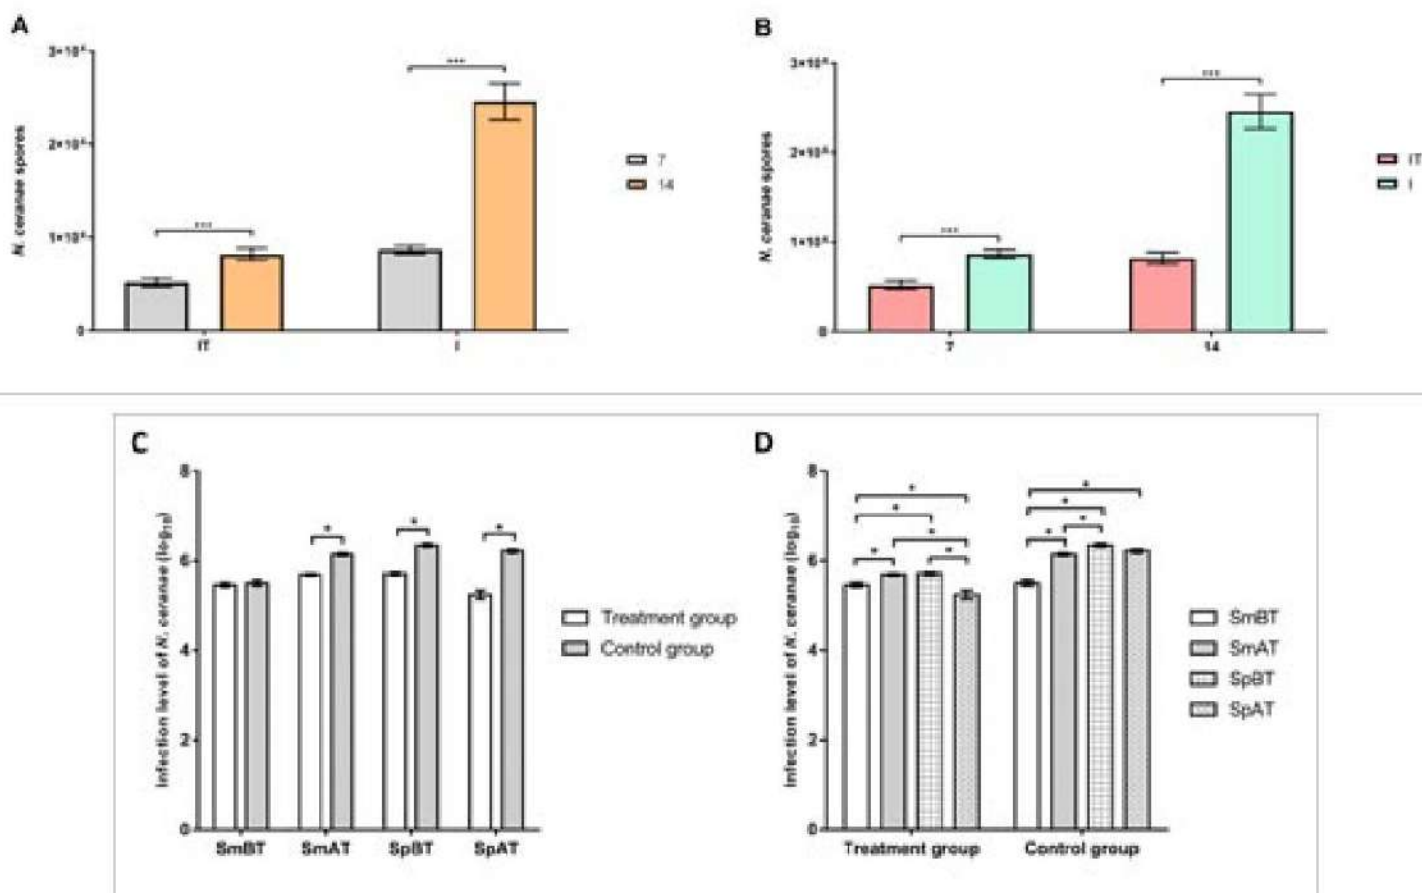 A
N. ceranae spores
0
***
***
IT
I
7
14
B
N. ceranae spores
0
***
***
7
14
IT
I
C
Infection level of N. ceranae (log₁₀)
8
6
4
2
0
*
*
*
SmBT
SmAT
SpBT
SpAT
Treatment group
Control group
D
Infection level of N. ceranae (log₁₀)
8
6
4
2
0
*
*
*
*
*
*
*
*
*
Treatment group
Control group
SmBT
SmAT
SpBT
SpAT